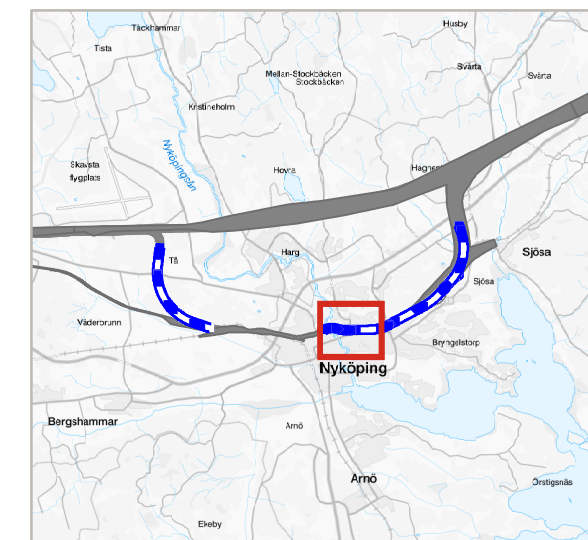 Husby
Täckhammar
Tista
Svärta
Mellan-Stockbäcken
Stockbäcken
Svärta
Kristineholm
Nyköpingsån
Skavsta
flygplats
Hovra
Sjösa
Harg
Tå
Sjösa
Väderbrunn
Bryngelstorp
Nyköping
Bergshammar
Arnö
Arnö
Örstigsnäs
Ekeby